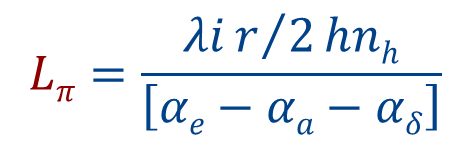 L_π = λi r/2 hn_h / [α_e − α_a − α_δ]